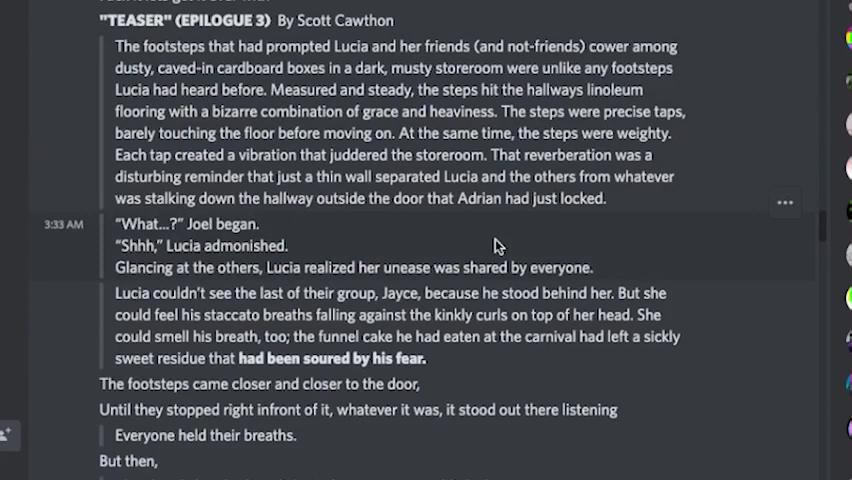 "TEASER" (EPILOGUE 3) By Scott Cawthon
The footsteps that had prompted Lucia and her friends (and not-friends) cower among
dusty, caved-in cardboard boxes in a dark, musty storeroom were unlike any footsteps
Lucia had heard before. Measured and steady, the steps hit the hallways linoleum
flooring with a bizarre combination of grace and heaviness. The steps were precise taps,
barely touching the floor before moving on. At the same time, the steps were weighty.
Each tap created a vibration that juddered the storeroom. That reverberation was a
disturbing reminder that just a thin wall separated Lucia and the others from whatever
was stalking down the hallway outside the door that Adrian had just locked.
3:33 AM
“What...?” Joel began.
“Shhh,” Lucia admonished.
Glancing at the others, Lucia realized her unease was shared by everyone.
Lucia couldn’t see the last of their group, Jayce, because he stood behind her. But she
could feel his staccato breaths falling against the kinkly curls on top of her head. She
could smell his breath, too; the funnel cake he had eaten at the carnival had left a sickly
sweet residue that had been soured by his fear.
The footsteps came closer and closer to the door,
Until they stopped right infront of it, whatever it was, it stood out there listening
Everyone held their breaths.
But then,